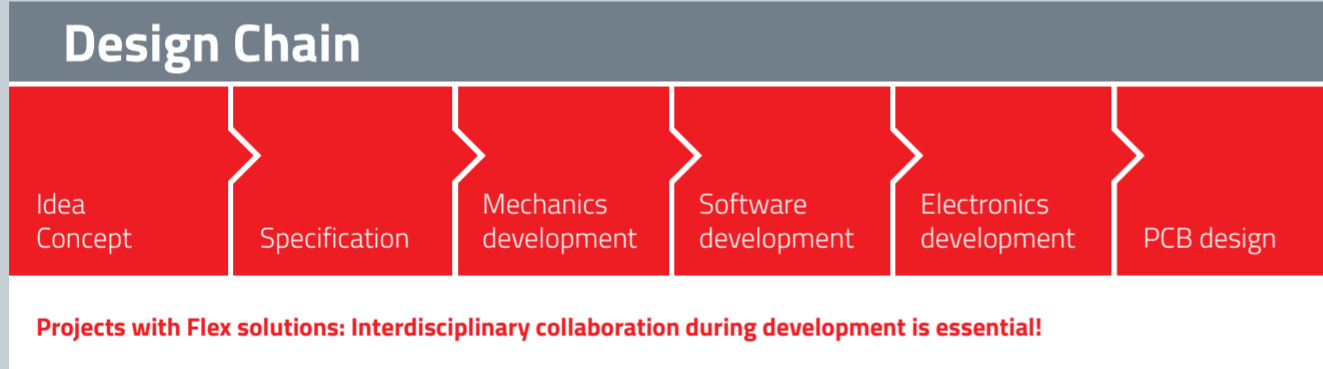 Design Chain
Idea
Concept
Specification
Mechanics
development
Software
development
Electronics
development
PCB design
Projects with Flex solutions: Interdisciplinary collaboration during development is essential!